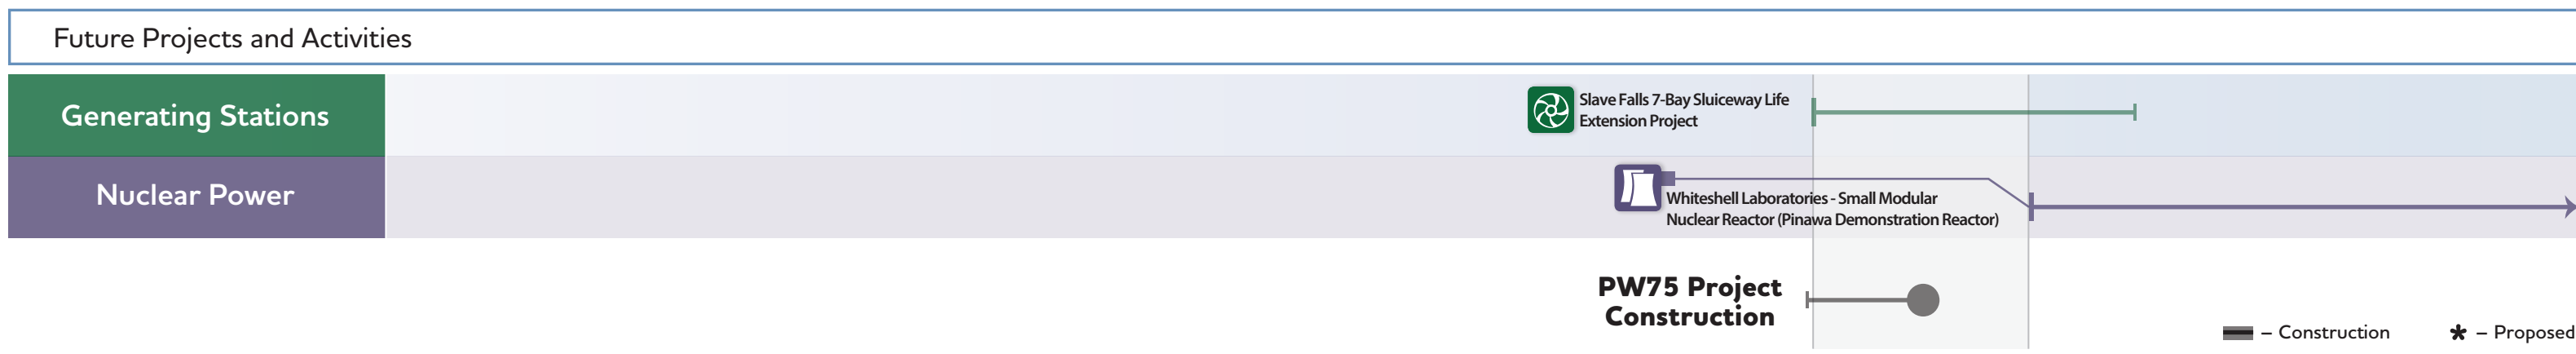 Future Projects and Activities
Generating Stations
Slave Falls 7-Bay Sluiceway Life
Extension Project
Nuclear Power
Whiteshell Laboratories - Small Modular
Nuclear Reactor (Pinawa Demonstration Reactor)
PW75 Project
Construction
– Construction
* – Proposed